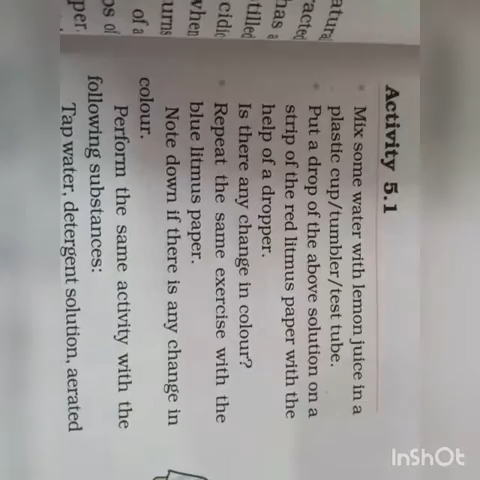 Activity 5.1
Mix some water with lemon juice in a
plastic cup/tumbler/test tube.
Put a drop of the above solution on a
strip of the red litmus paper with the
help of a dropper.
Is there any change in colour?
Repeat the same exercise with the
blue litmus paper.
Note down if there is any change in
colour.
Perform the same activity with the
following substances:
Tap water, detergent solution, aerated
has a
when
of a
InShOt